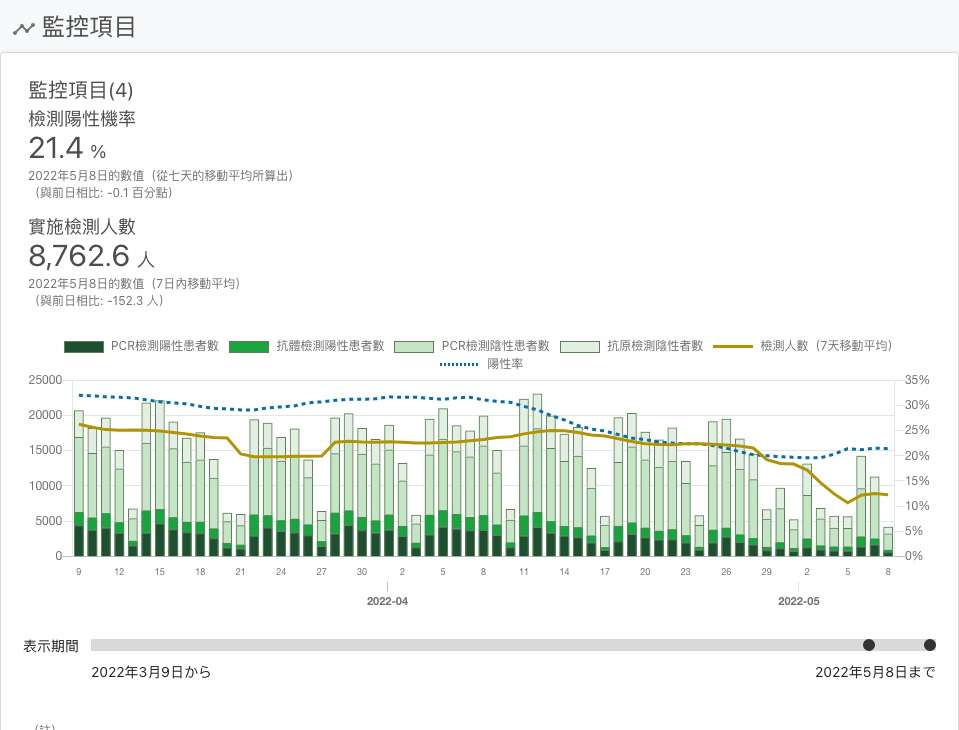 監控項目
監控項目(4)
檢測陽性機率
21.4 %
2022年5月8日的數值（從七天的移動平均所算出）
（與前日相比: -0.1 百分點）
實施檢測人數
8,762.6 人
2022年5月8日的數值（7日內移動平均）
（與前日相比: -152.3 人）
PCR檢測陽性患者數 抗體檢測陽性患者數 PCR檢測陰性患者數 抗原檢測陰性者數 檢測人數（7天移動平均）
陽性率
25000 35%
20000 30%
15000 25%
10000 20%
5000 15%
0 10%
5%
0%
9 12 15 18 21 24 27 30 2 5 8 11 14 17 20 23 26 29 2 5 8
2022-04 2022-05
表示期間
2022年3月9日から 2022年5月8日まで
（註）